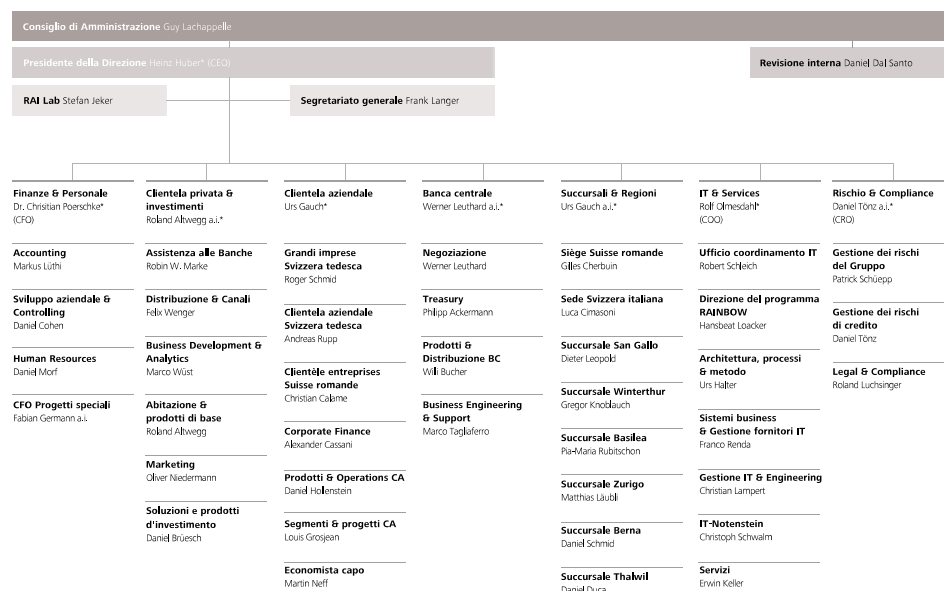 Consiglio di Amministrazione Guy Lachappelle
Presidente della Direzione Heinz Huber* (CEO)
Revisione interna Daniel Dal Santo
RAI Lab Stefan Jeker
Segretariato generale Frank Langer
Finanze & Personale
Dr. Chrisitian Poerschke*
(CFO)
Accounting
Markus Lüthi
Sviluppo aziendale &
Controlling
Daniel Cohen
Human Resources
Daniel Morf
CFO Progetti speciali
Fabian Germann a.i.
Clientela privata &
investimenti
Roland Altwegg a.i.*
Assistenza alle Banche
Robin W. Marke
Distribuzione & Canali
Felix Wenger
Business Development &
Analytics
Marco Wüst
Abitazione &
prodotti di base
Roland Altwegg
Marketing
Oliver Niedermann
Soluzioni e prodotti
d'investimento
Daniel Brüesch
Clientela aziendale
Urs Gauch*
Grandi imprese
Svizzera tedesca
Roger Schmid
Clientela aziendale
Svizzera tedesca
Andreas Rupp
Clientèle entreprises
Suisse romande
Christian Calame
Corporate Finance
Alexander Cassani
Prodotti & Operations CA
Daniel Hollenstein
Segmenti & progetti CA
Louis Grosjean
Economista capo
Martin Neff
Banca centrale
Werner Leuthard a.i.*
Negoziazione
Werner Leuthard
Treasury
Philipp Ackermann
Prodotti &
Distribuzione BC
Willi Bucher
Business Engineering
& Support
Marco Tagliaferro
Succursali & Regioni
Urs Gauch a.i.*
Siège Suisse romande
Gilles Cherbuin
Sede Svizzera italiana
Luca Cimasoni
Succursale San Gallo
Dieter Leopold
Succursale Winterthur
Gregor Knoblauch
Succursale Basilea
Pia-Maria Rubitschon
Succursale Zurigo
Matthias Läubli
Succursale Berna
Daniel Schmid
Succursale Thalwil
Daniel Duca
IT & Services
Rolf Olmesdahl*
(COO)
Ufficio coordinamento IT
Robert Schleich
Direzione del programma
RAINBOW
Hansbeat Loacker
Architettura, processi
& metodo
Urs Halter
Sistemi business
& Gestione fornitori IT
Franco Renda
Gestione IT & Engineering
Christian Lampert
IT-Notenstein
Christoph Schwalm
Servizi
Erwin Keller
Rischio & Compliance
Daniel Tönz a.i.*
(CRO)
Gestione dei rischi
del Gruppo
Patrick Schüepp
Gestione dei rischi
di credito
Daniel Tönz
Legal & Compliance
Roland Luchsinger